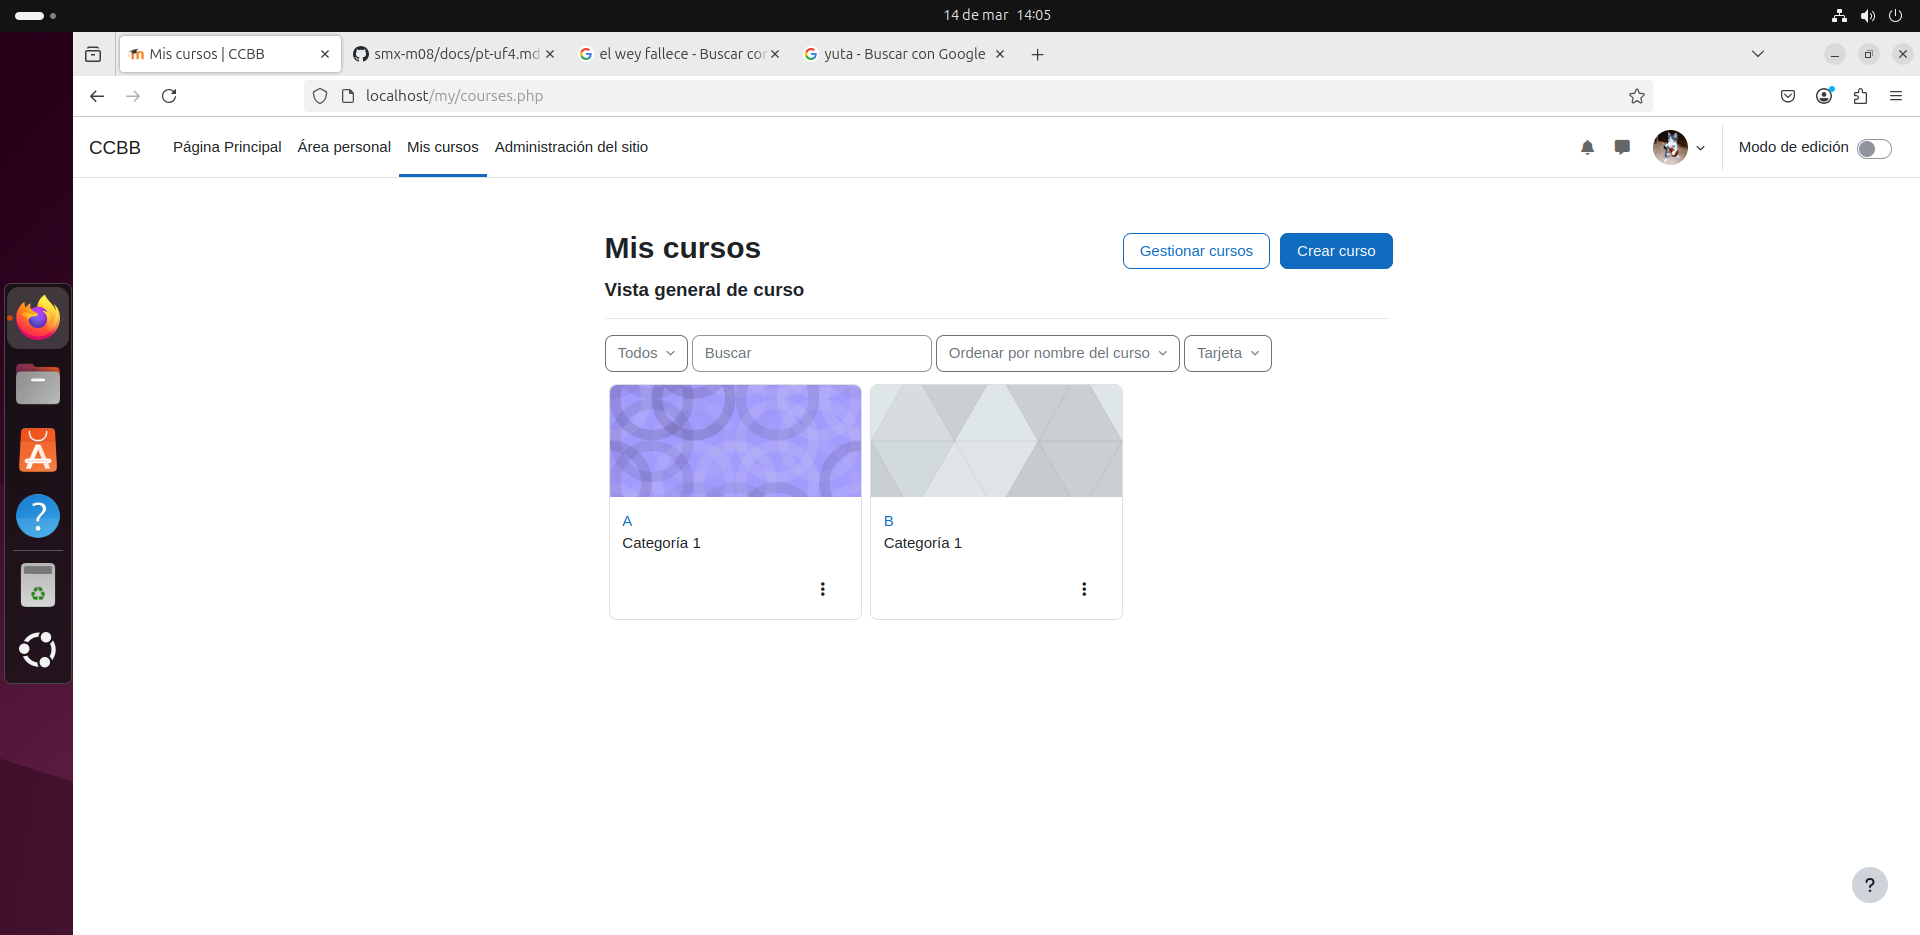 14 de mar 14:05
Mis cursos | CCBB
smx-m08/docs/pt-uf4.md
el wey fallece - Buscar con
yuta - Buscar con Google
localhost/my/courses.php
CCBB
Página Principal
Área personal
Mis cursos
Administración del sitio
Modo de edición
Mis cursos
Gestionar cursos
Crear curso
Vista general de curso
Todos
Buscar
Ordenar por nombre del curso
Tarjeta
A
Categoría 1
B
Categoría 1
?